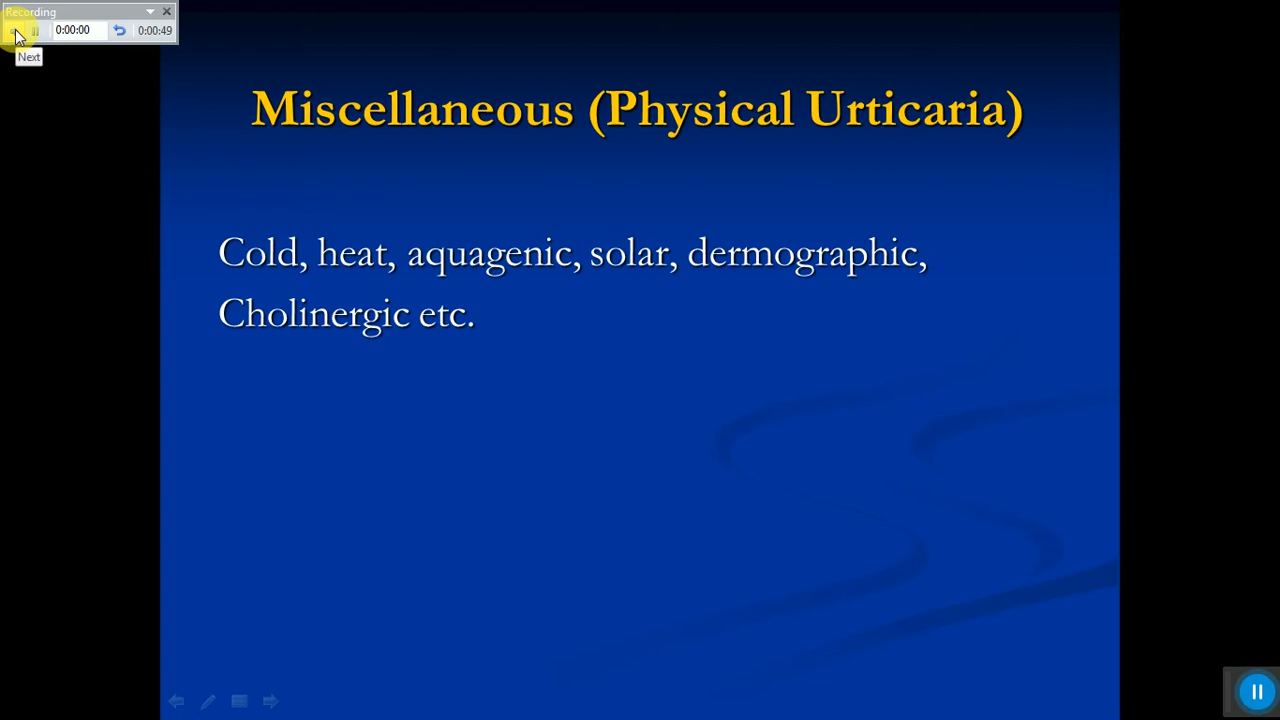 Recording
0:00:00 0:00:49
Next
Miscellaneous (Physical Urticaria)
Cold, heat, aquagenic, solar, dermographic,
Cholinergic etc.